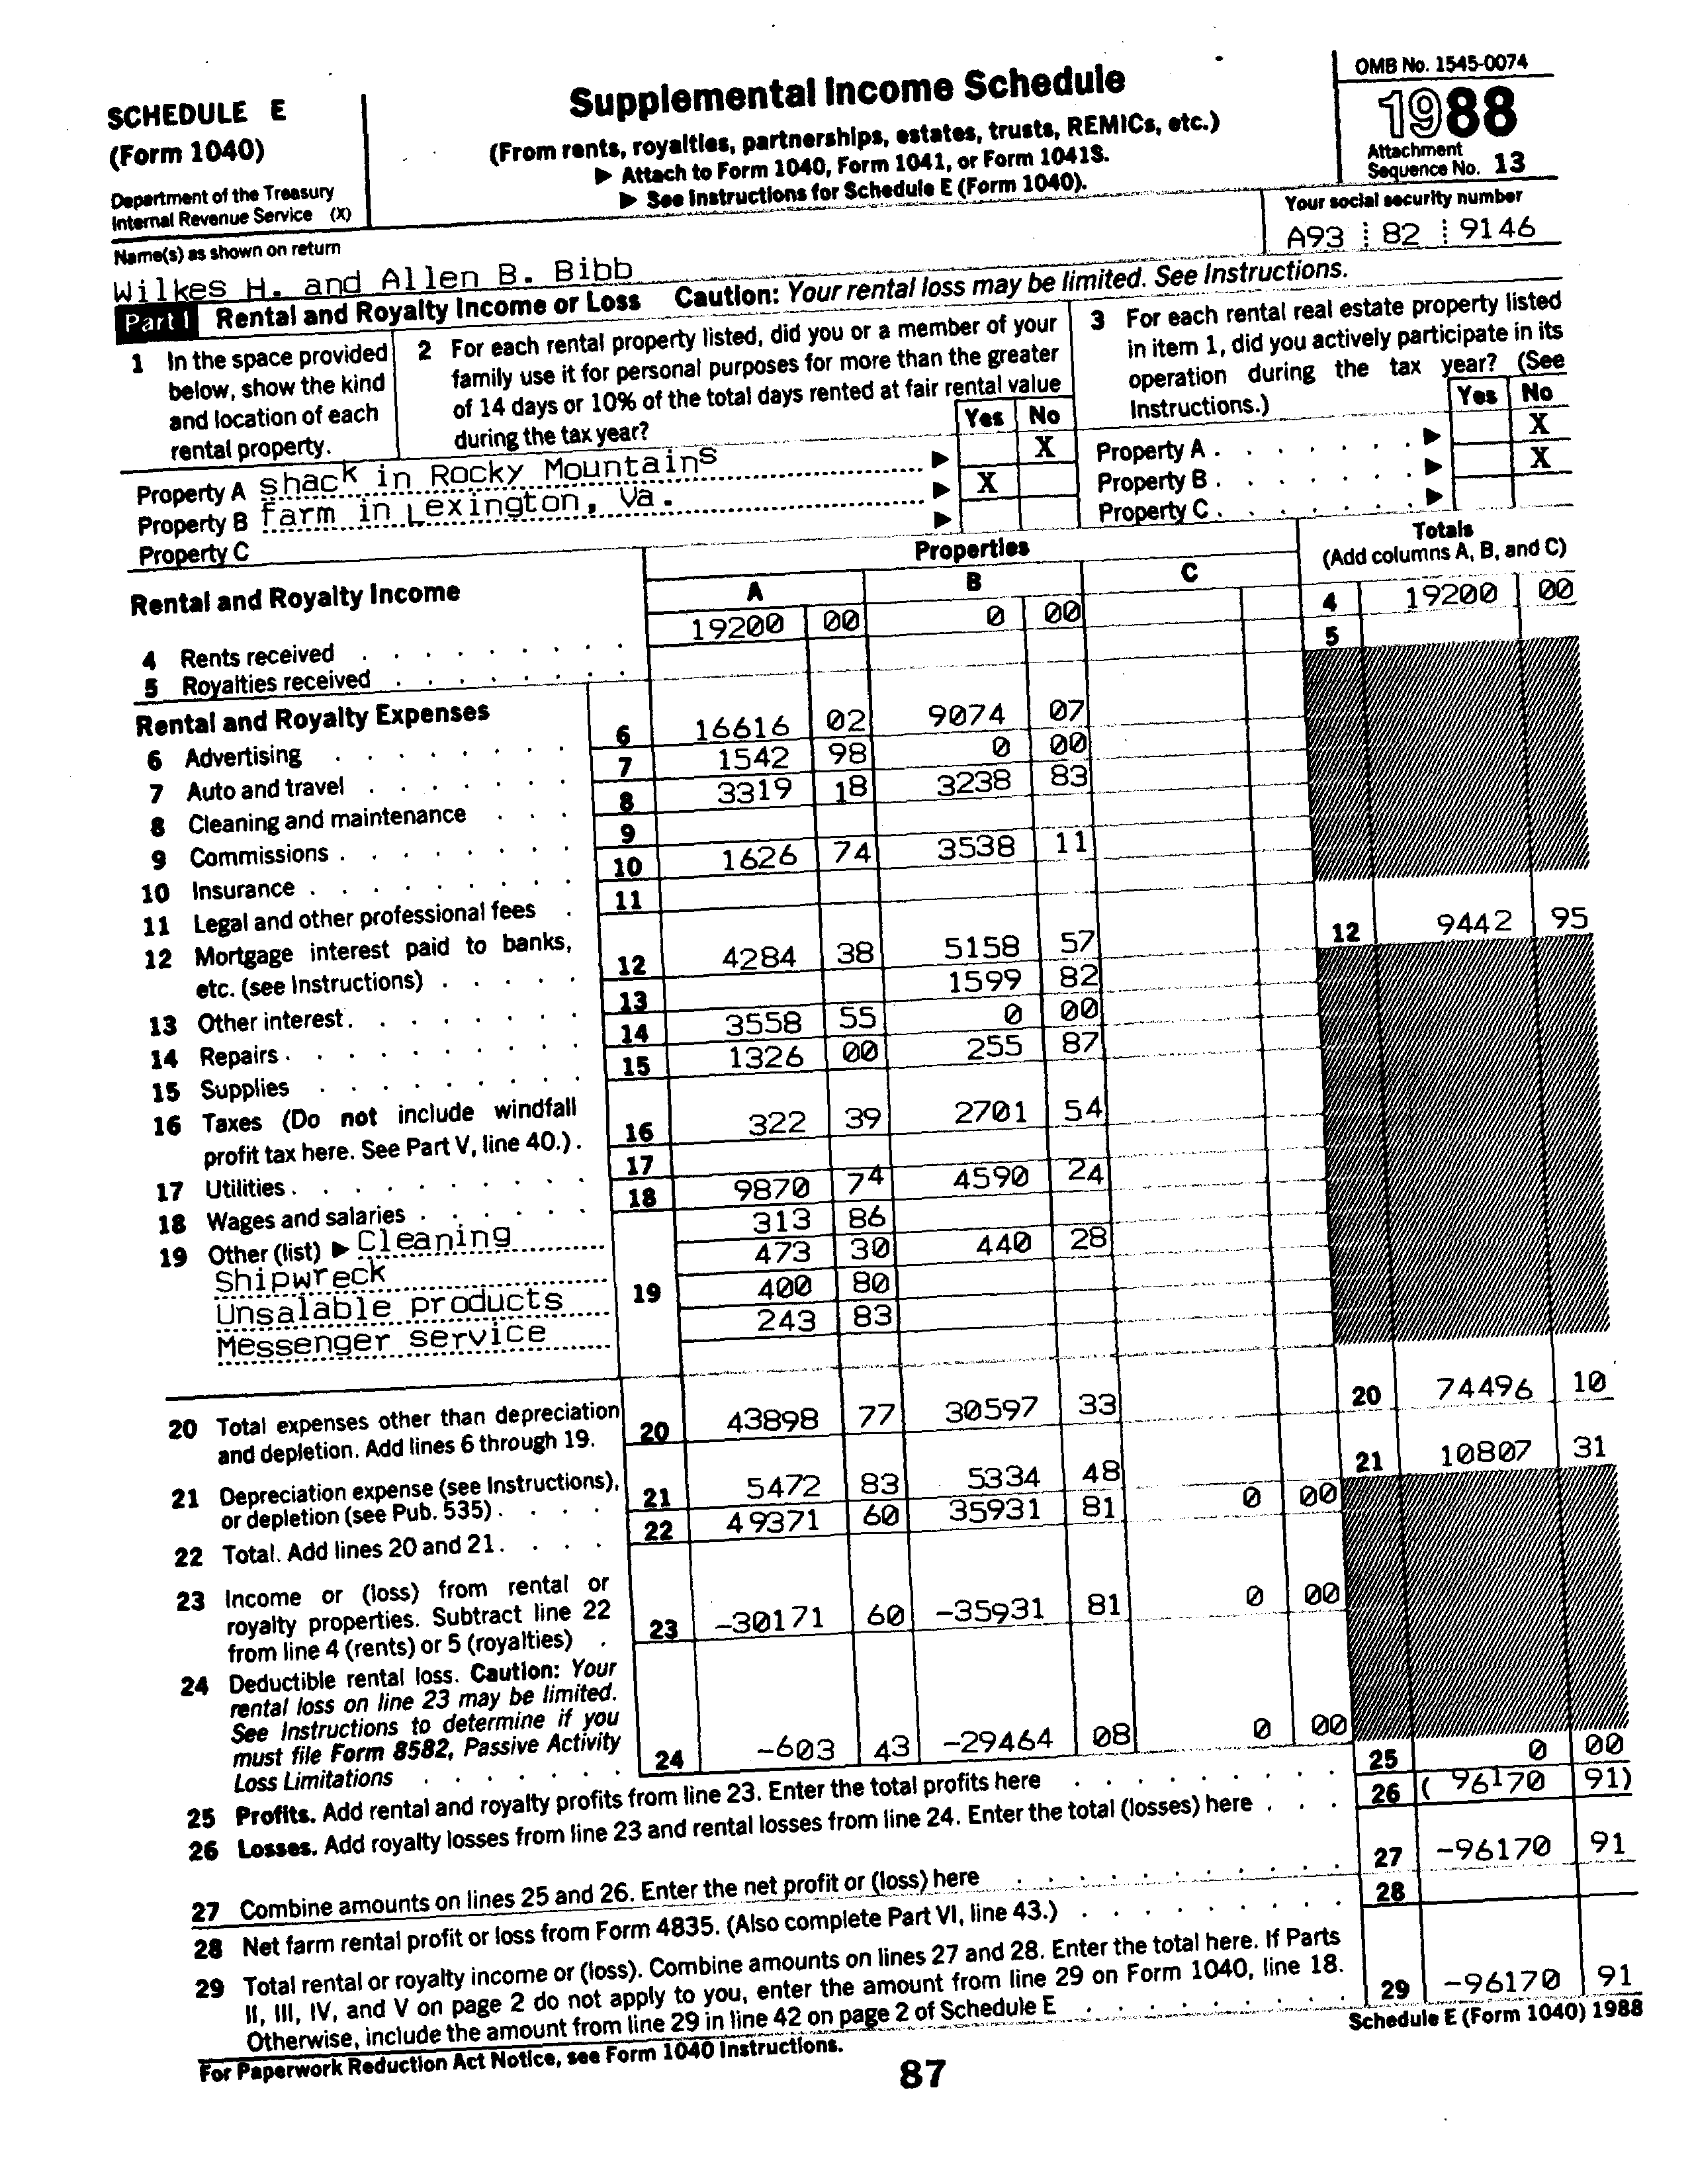 SCHEDULE E
(Form 1040)
Department of the Treasury
Internal Revenue Service (X)
Supplemental Income Schedule
(From rents, royalties, partnerships, estates, trusts, REMICs, etc.)
▶ Attach to Form 1040, Form 1041, or Form 1041S.
▶ See Instructions for Schedule E (Form 1040).
OMB No. 1545-0074
1988
Attachment
Sequence No. 13
Name(s) as shown on return
Wilkes H. and Allen B. Bibb
Your social security number
A93 82 9146
Part I Rental and Royalty Income or Loss Caution: Your rental loss may be limited. See Instructions.
1 In the space provided
below, show the kind
and location of each
rental property.
2 For each rental property listed, did you or a member of your
family use it for personal purposes for more than the greater
of 14 days or 10% of the total days rented at fair rental value
during the tax year?
Yes No
3 For each rental real estate property listed
in item 1, did you actively participate in its
operation during the tax year? (See
Instructions.)
Yes No
Property A shack in Rocky Mountains ▶ X
Property B farm in Lexington, Va. ▶ X
Property C ▶
Property A . . . . . . ▶ X
Property B . . . . . . ▶ X
Property C . . . . . . ▶
Rental and Royalty Income
Properties
A B C
Totals
(Add columns A, B, and C)
4 Rents received 19200 00 0 00 4 19200 00
5 Royalties received 5
Rental and Royalty Expenses
6 Advertising 6 16616 02 9074 07
7 Auto and travel 7 1542 98 0 00
8 Cleaning and maintenance 8 3319 18 3238 83
9 Commissions 9
10 Insurance 10 1626 74 3538 11
11 Legal and other professional fees 11
12 Mortgage interest paid to banks,
etc. (see Instructions) 12 4284 38 5158 57 12 9442 95
13 Other interest 13 1599 82
14 Repairs 14 3558 55 0 00
15 Supplies 15 1326 00 255 87
16 Taxes (Do not include windfall
profit tax here. See Part V, line 40.) 16 322 39 2701 54
17 Utilities 17
18 Wages and salaries 18 9870 74 4590 24
19 Other (list) ▶ Cleaning 313 86
Shipwreck 473 30 440 28
Unsalable products 19 400 80
Messenger service 243 83
20 Total expenses other than depreciation
and depletion. Add lines 6 through 19. 20 43898 77 30597 33 20 74496 10
21 Depreciation expense (see Instructions),
or depletion (see Pub. 535) 21 5472 83 5334 48 21 10807 31
22 Total. Add lines 20 and 21 22 49371 60 35931 81 0 00
23 Income or (loss) from rental or
royalty properties. Subtract line 22
from line 4 (rents) or 5 (royalties) 23 -30171 60 -35931 81 0 00
24 Deductible rental loss. Caution: Your
rental loss on line 23 may be limited.
See Instructions to determine if you
must file Form 8582, Passive Activity
Loss Limitations 24 -603 43 -29464 08 0 00
25 Profits. Add rental and royalty profits from line 23. Enter the total profits here 25 0 00
26 Losses. Add royalty losses from line 23 and rental losses from line 24. Enter the total (losses) here 26 ( 96170 91)
27 Combine amounts on lines 25 and 26. Enter the net profit or (loss) here 27 -96170 91
28 Net farm rental profit or loss from Form 4835. (Also complete Part VI, line 43.) 28
29 Total rental or royalty income or (loss). Combine amounts on lines 27 and 28. Enter the total here. If Parts
II, III, IV, and V on page 2 do not apply to you, enter the amount from line 29 on Form 1040, line 18.
Otherwise, include the amount from line 29 in line 42 on page 2 of Schedule E 29 -96170 91
For Paperwork Reduction Act Notice, see Form 1040 Instructions.
87
Schedule E (Form 1040) 1988